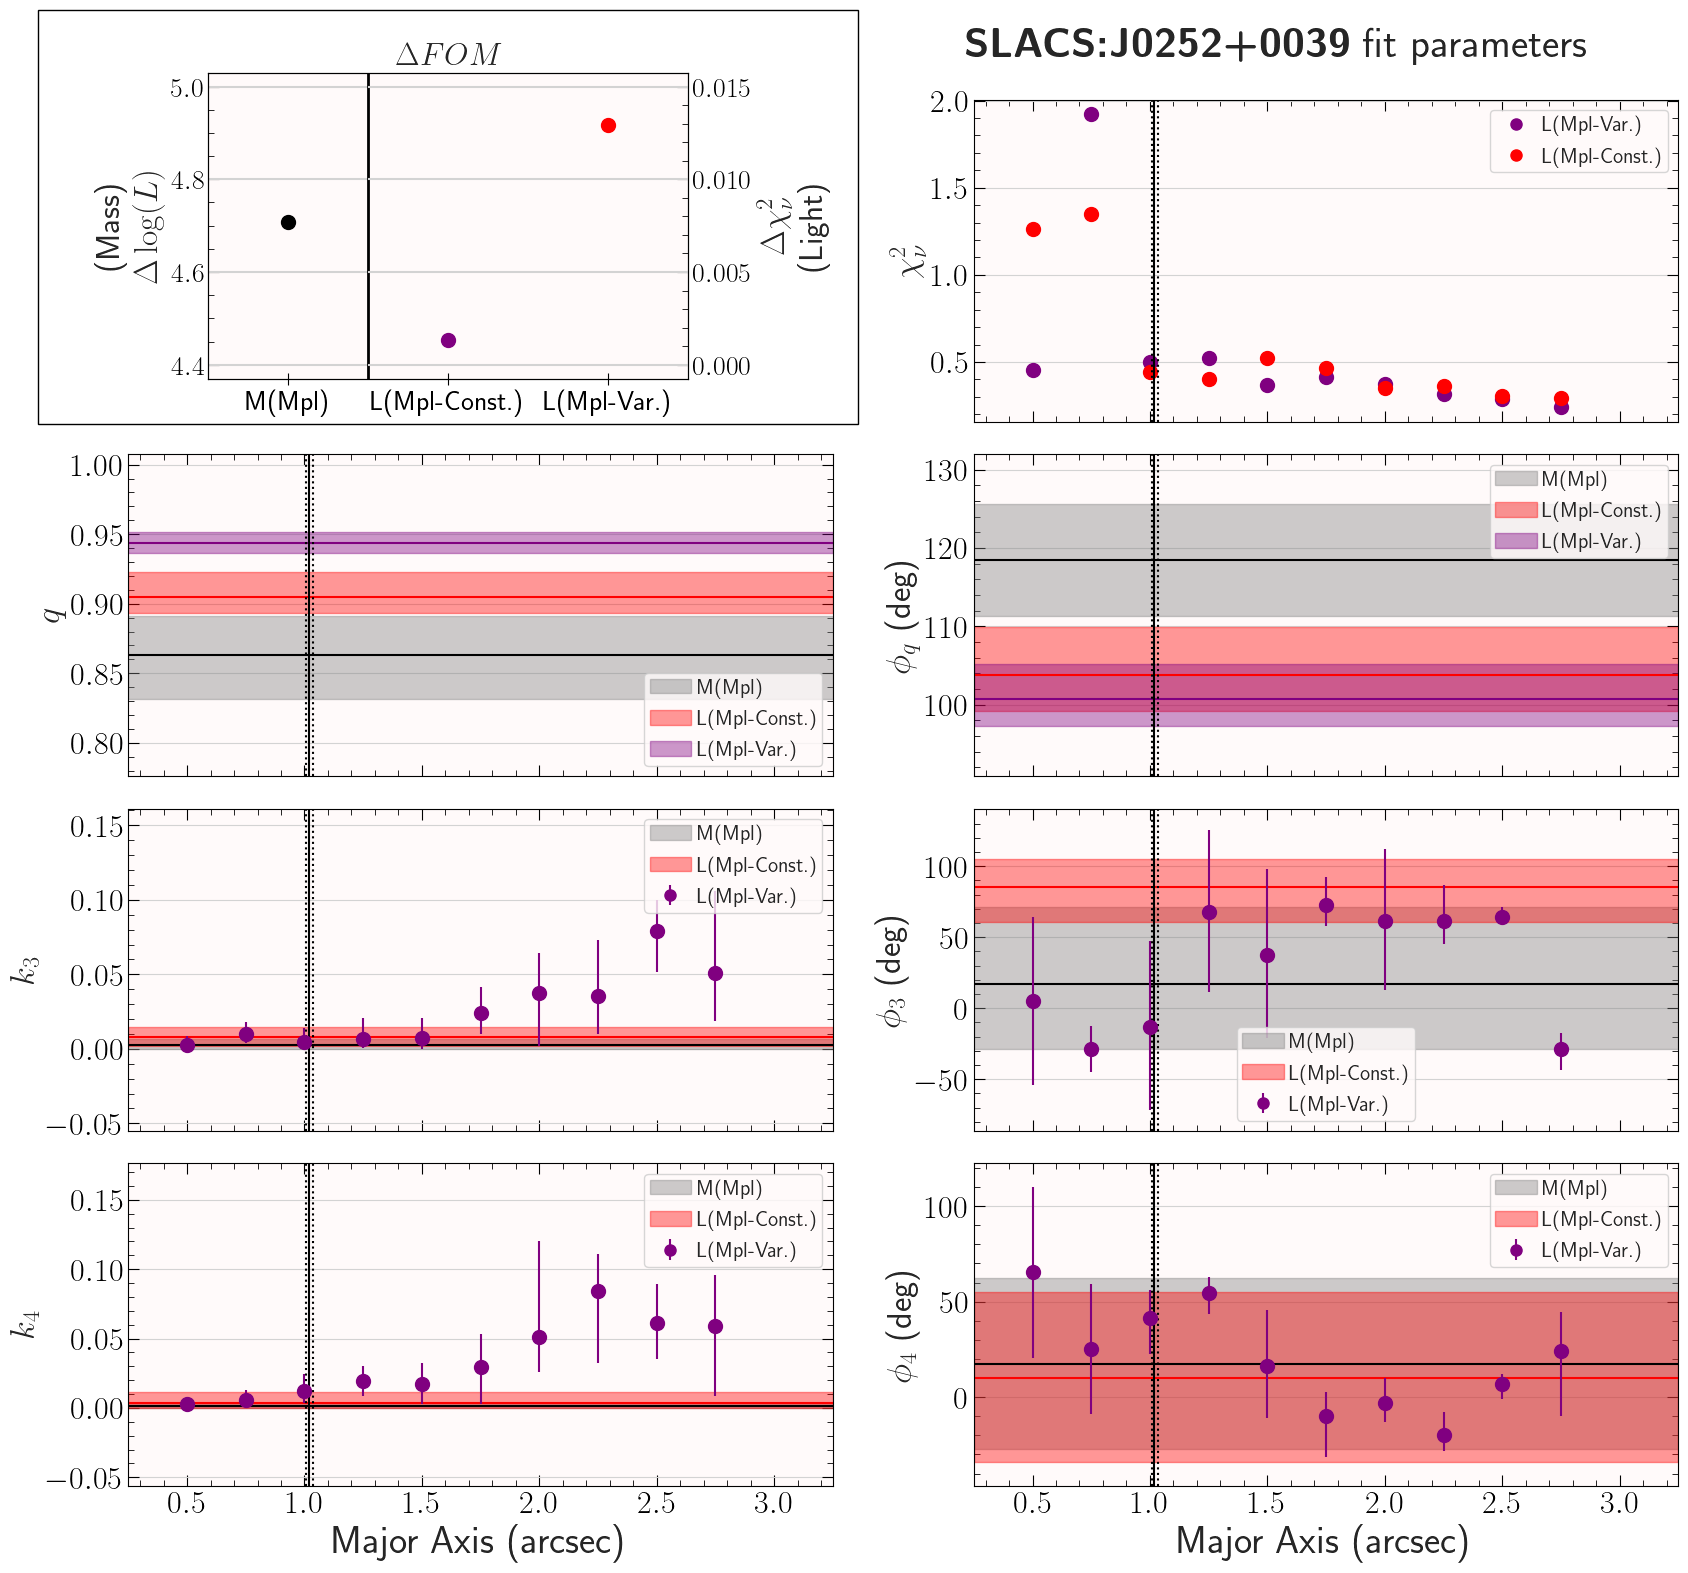 SLACS:J0252+0039 fit parameters
ΔFOM
5.0
4.8
4.6
4.4
(Mass)
Δ log(L)
0.015
0.010
0.005
0.000
Δχ²ν
(Light)
M(Mpl) L(Mpl-Const.) L(Mpl-Var.)
2.0
1.5
1.0
0.5
χ²ν
L(Mpl-Var.)
L(Mpl-Const.)
1.00
0.95
0.90
0.85
0.80
q
M(Mpl)
L(Mpl-Const.)
L(Mpl-Var.)
130
120
110
100
ϕq (deg)
M(Mpl)
L(Mpl-Const.)
L(Mpl-Var.)
0.15
0.10
0.05
0.00
−0.05
k3
M(Mpl)
L(Mpl-Const.)
L(Mpl-Var.)
100
50
0
−50
ϕ3 (deg)
M(Mpl)
L(Mpl-Const.)
L(Mpl-Var.)
0.15
0.10
0.05
0.00
−0.05
k4
M(Mpl)
L(Mpl-Const.)
L(Mpl-Var.)
0.5 1.0 1.5 2.0 2.5 3.0
Major Axis (arcsec)
100
50
0
ϕ4 (deg)
M(Mpl)
L(Mpl-Const.)
L(Mpl-Var.)
0.5 1.0 1.5 2.0 2.5 3.0
Major Axis (arcsec)